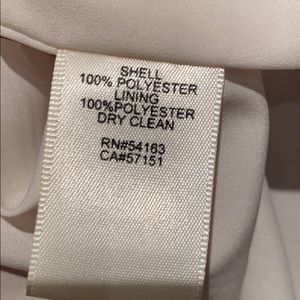 SHELL
100% POLYESTER
LINING
100%POLYESTER
DRY CLEAN
RN#54163
CA#57151